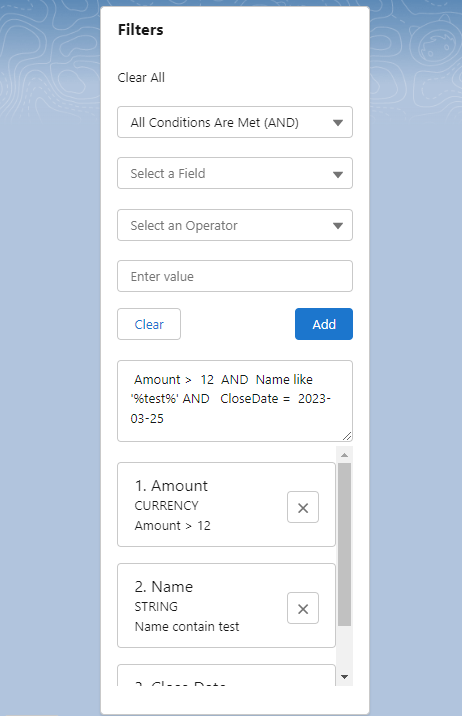 Filters
Clear All
All Conditions Are Met (AND)
Select a Field
Select an Operator
Enter value
Clear
Add
Amount > 12 AND Name like
'%test%' AND CloseDate = 2023-
03-25
1. Amount
CURRENCY
Amount > 12
2. Name
STRING
Name contain test
3. Close Date